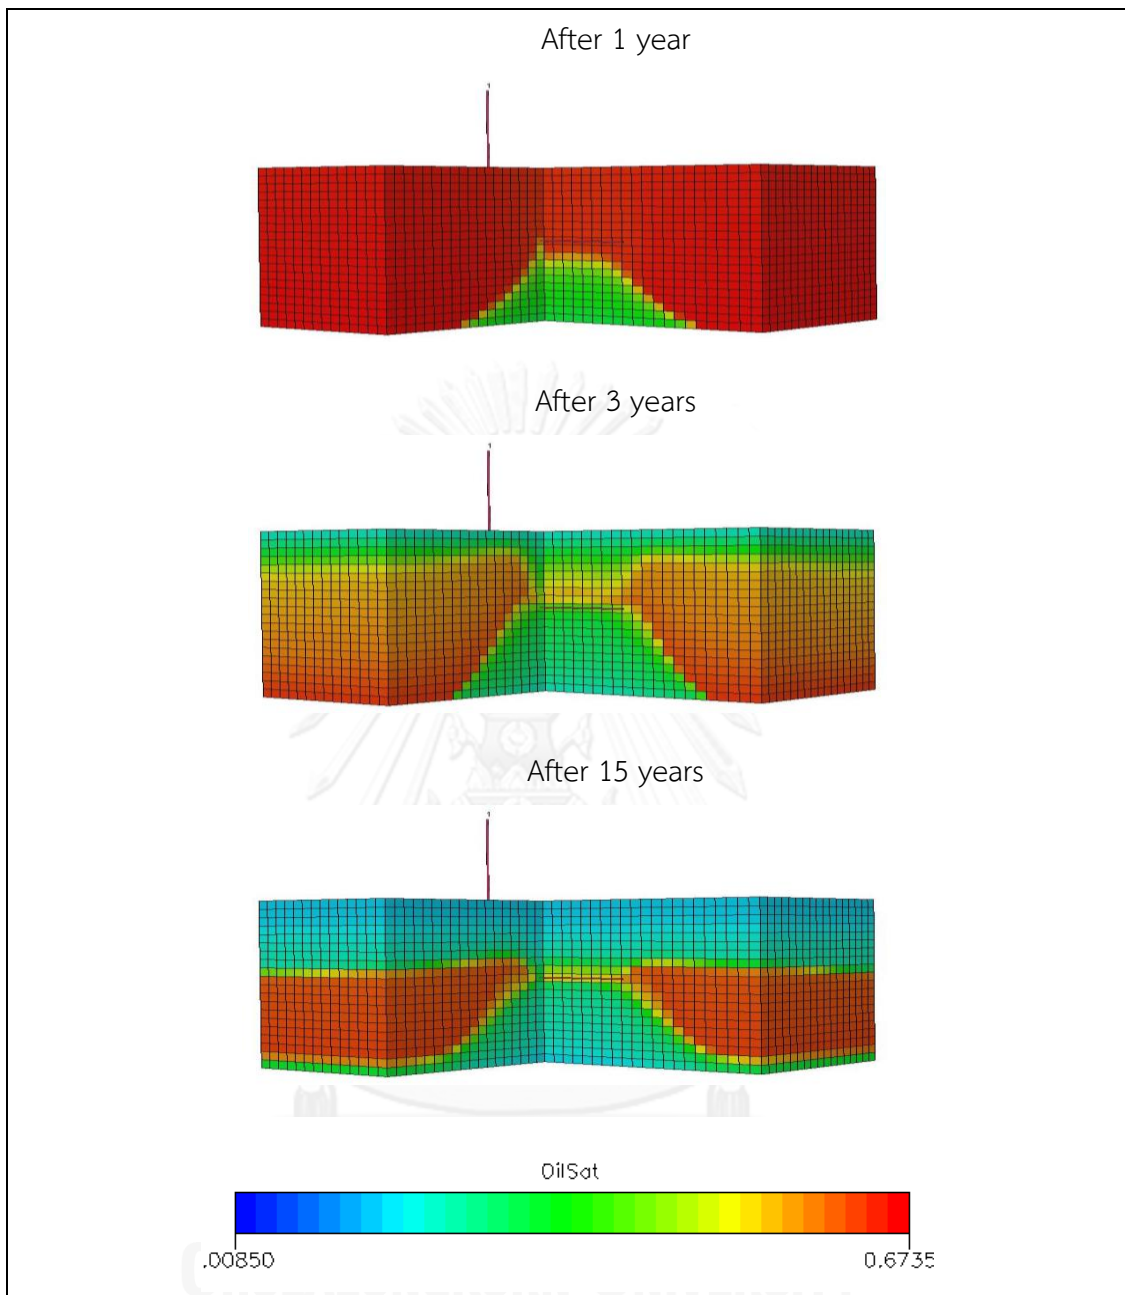 After 1 year
After 3 years
After 15 years
OilSat
.00850 0.6735